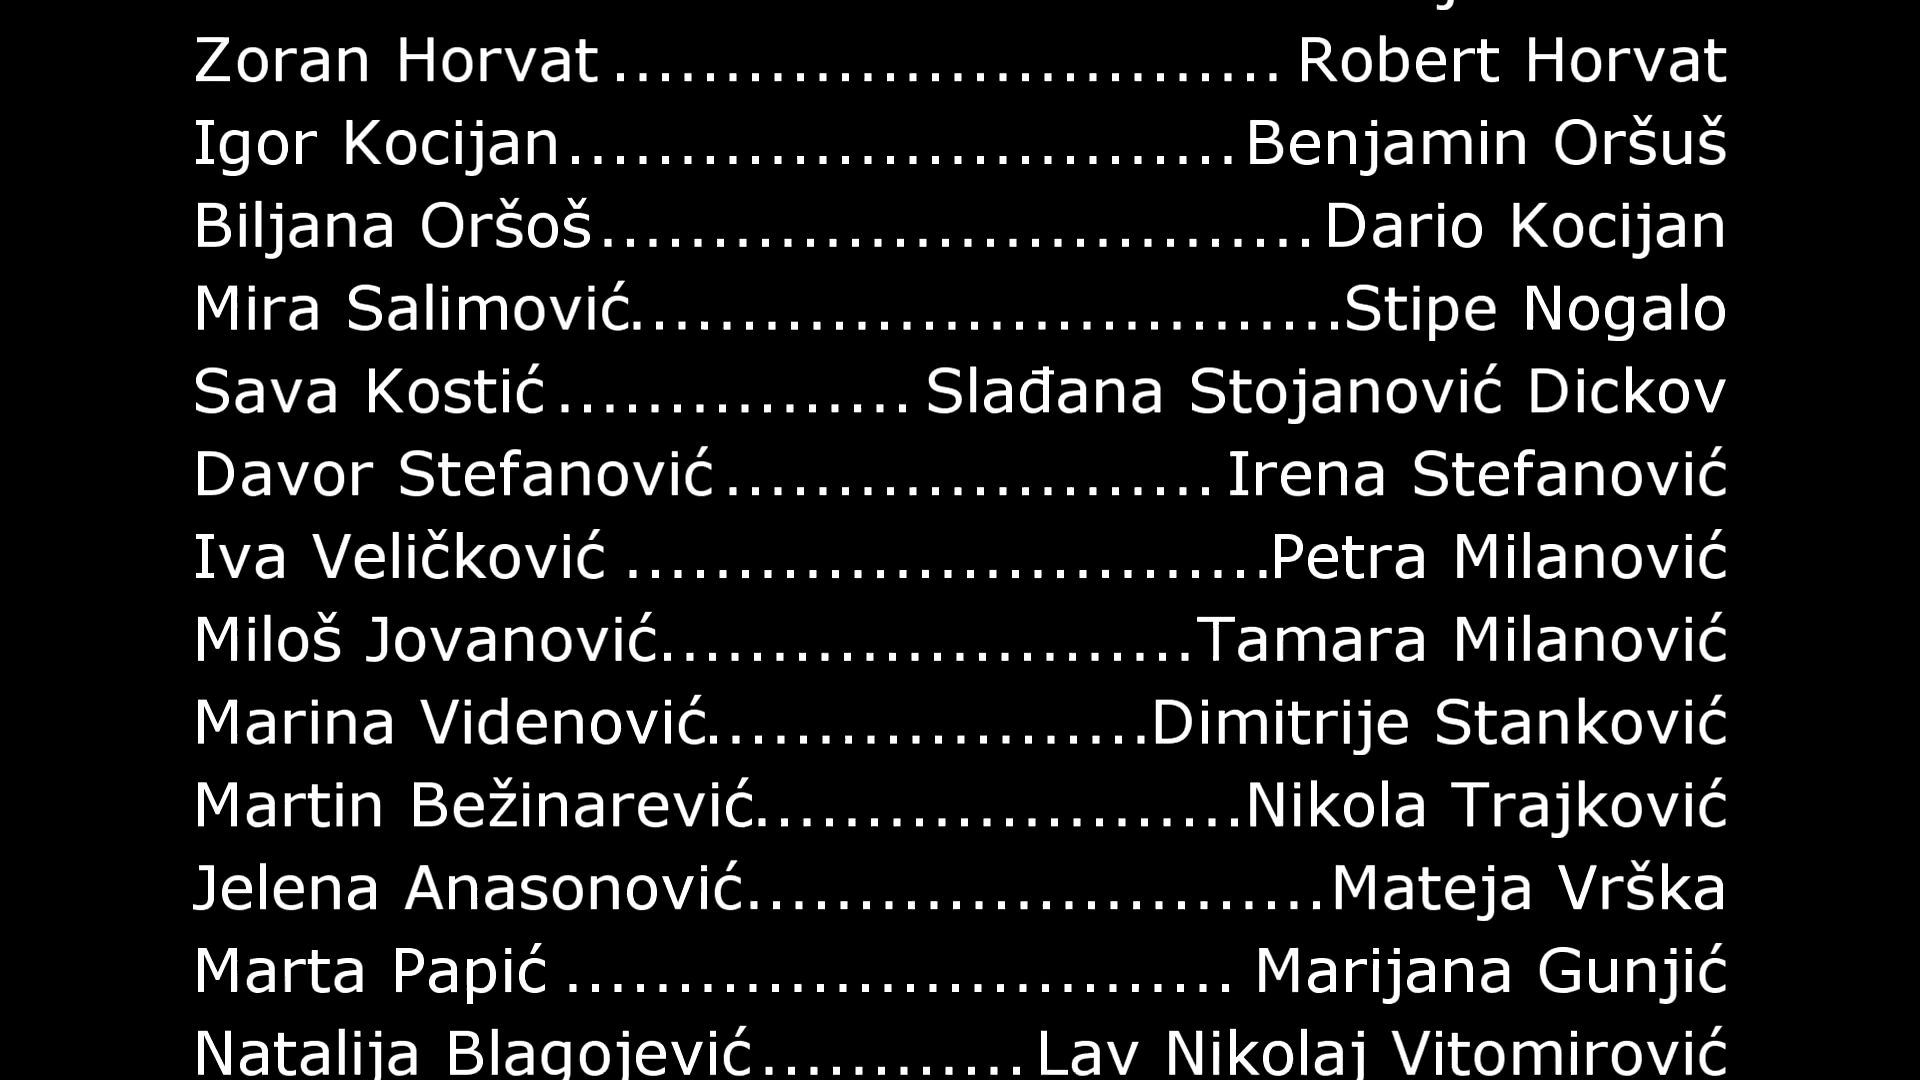 Zoran Horvat .............................. Robert Horvat
Igor Kocijan.............................. Benjamin Oršuš
Biljana Oršoš................................ Dario Kocijan
Mira Salimović................................Stipe Nogalo
Sava Kostić ................ Slađana Stojanović Dickov
Davor Stefanović ...................... Irena Stefanović
Iva Veličković .............................Petra Milanović
Miloš Jovanović........................Tamara Milanović
Marina Videnović....................Dimitrije Stanković
Martin Bežinarević......................Nikola Trajković
Jelena Anasonović..........................Mateja Vrška
Marta Papić .............................. Marijana Gunjić
Natalija Blagojević............ Lav Nikolaj Vitomirović